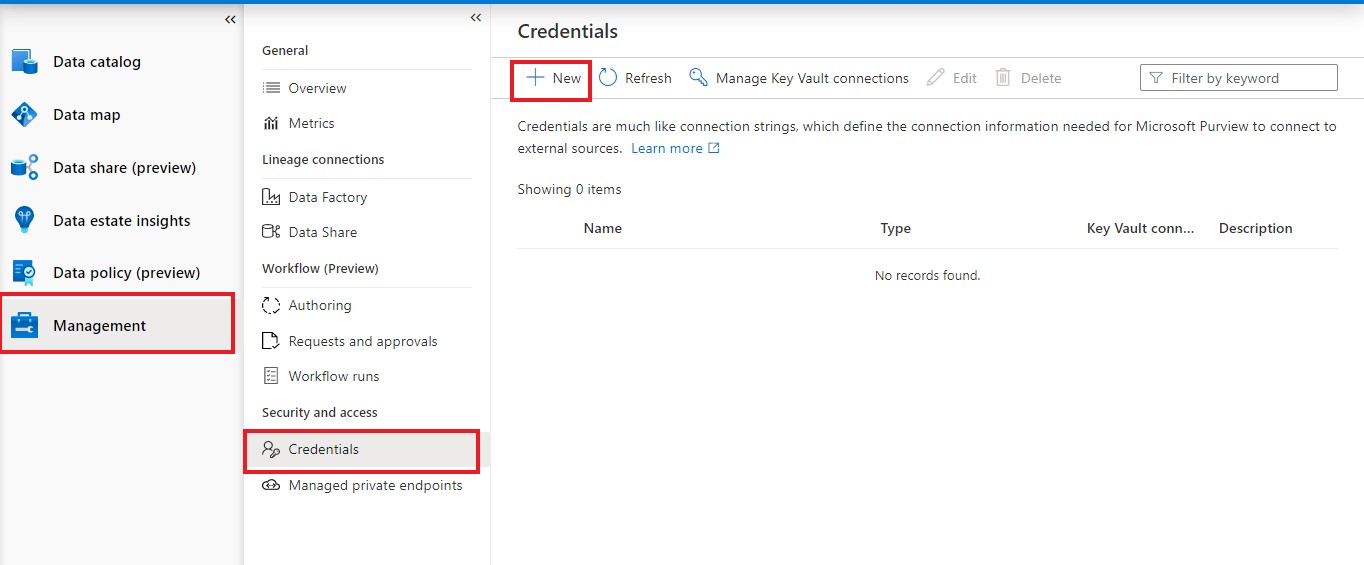 Data catalog
Data map
Data share (preview)
Data estate insights
Data policy (preview)
Management
General
Overview
Metrics
Lineage connections
Data Factory
Data Share
Workflow (Preview)
Authoring
Requests and approvals
Workflow runs
Security and access
Credentials
Managed private endpoints
Credentials
New Refresh Manage Key Vault connections Edit Delete Filter by keyword
Credentials are much like connection strings, which define the connection information needed for Microsoft Purview to connect to
external sources. Learn more
Showing 0 items
Name Type Key Vault conn... Description
No records found.